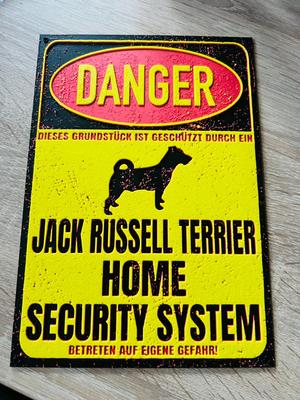 DANGER
DIESES GRUNDSTÜCK IST GESCHÜTZT DURCH EIN
JACK RUSSELL TERRIER
HOME
SECURITY SYSTEM
BETRETEN AUF EIGENE GEFAHR!